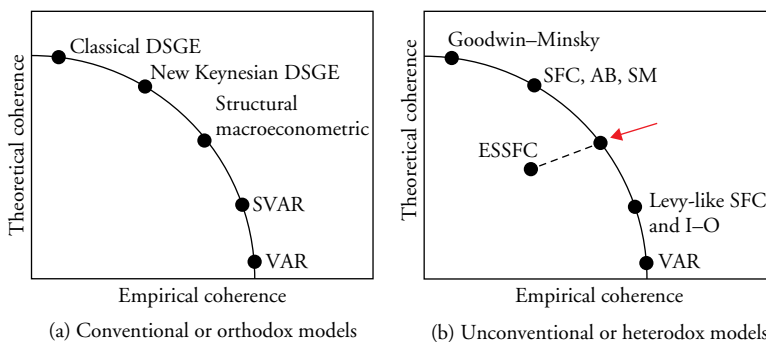 Classical DSGE
New Keynesian DSGE
Structural
macroeconometric
SVAR
VAR
Theoretical coherence
Empirical coherence
(a) Conventional or orthodox models
Goodwin–Minsky
SFC, AB, SM
ESSFC
Levy-like SFC
and I–O
VAR
Theoretical coherence
Empirical coherence
(b) Unconventional or heterodox models